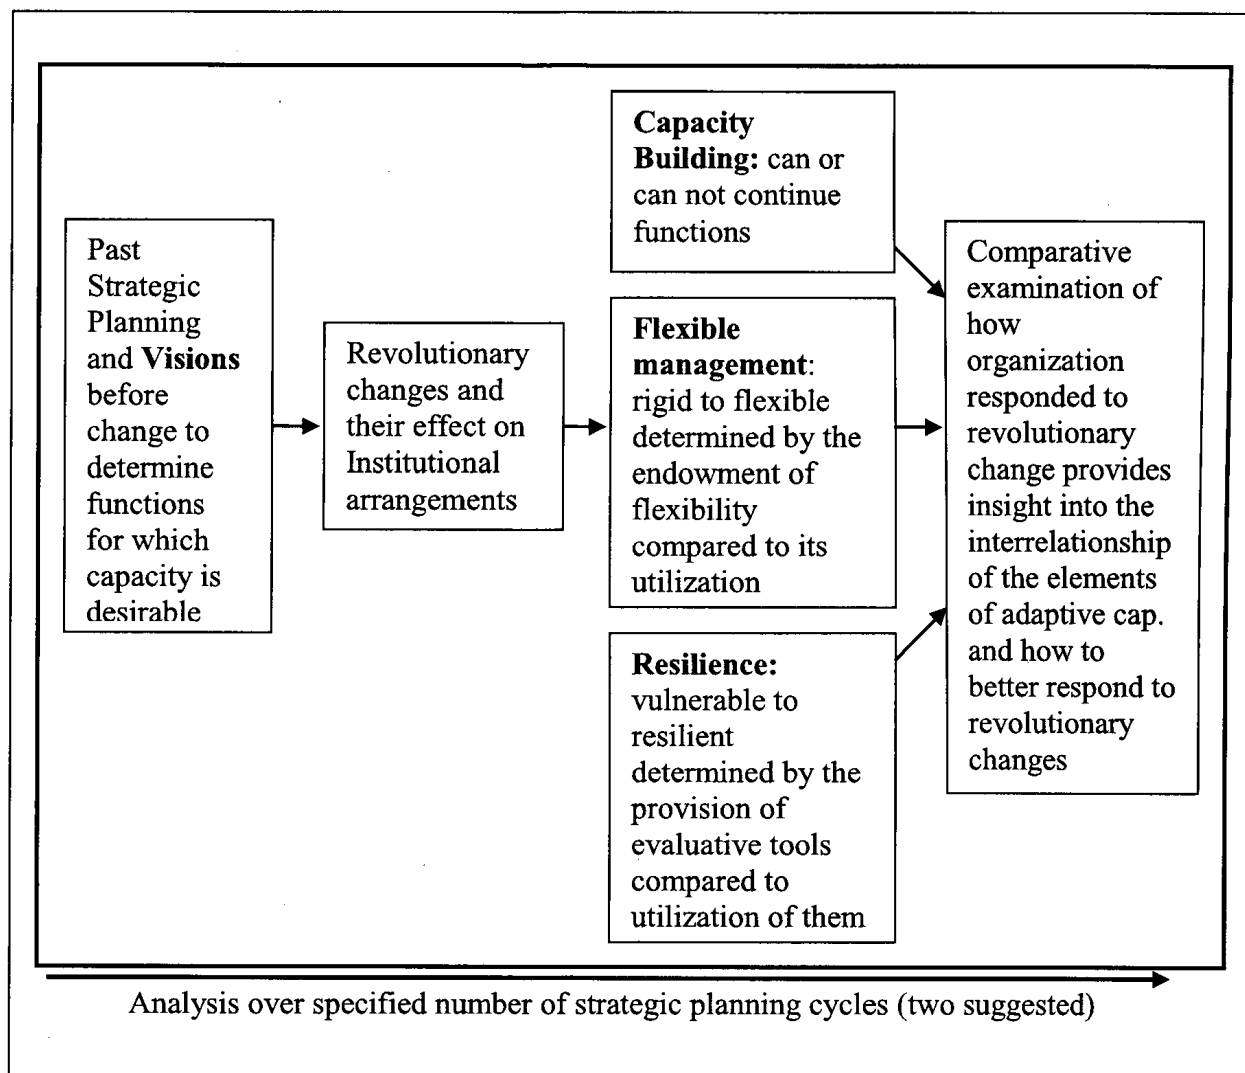 Past
Strategic
Planning
and Visions
before
change to
determine
functions
for which
capacity is
desirable
Revolutionary
changes and
their effect on
Institutional
arrangements
Capacity
Building: can or
can not continue
functions
Flexible
management:
rigid to flexible
determined by the
endowment of
flexibility
compared to its
utilization
Resilience:
vulnerable to
resilient
determined by the
provision of
evaluative tools
compared to
utilization of them
Comparative
examination of
how
organization
responded to
revolutionary
change provides
insight into the
interrelationship
of the elements
of adaptive cap.
and how to
better respond to
revolutionary
changes
Analysis over specified number of strategic planning cycles (two suggested)